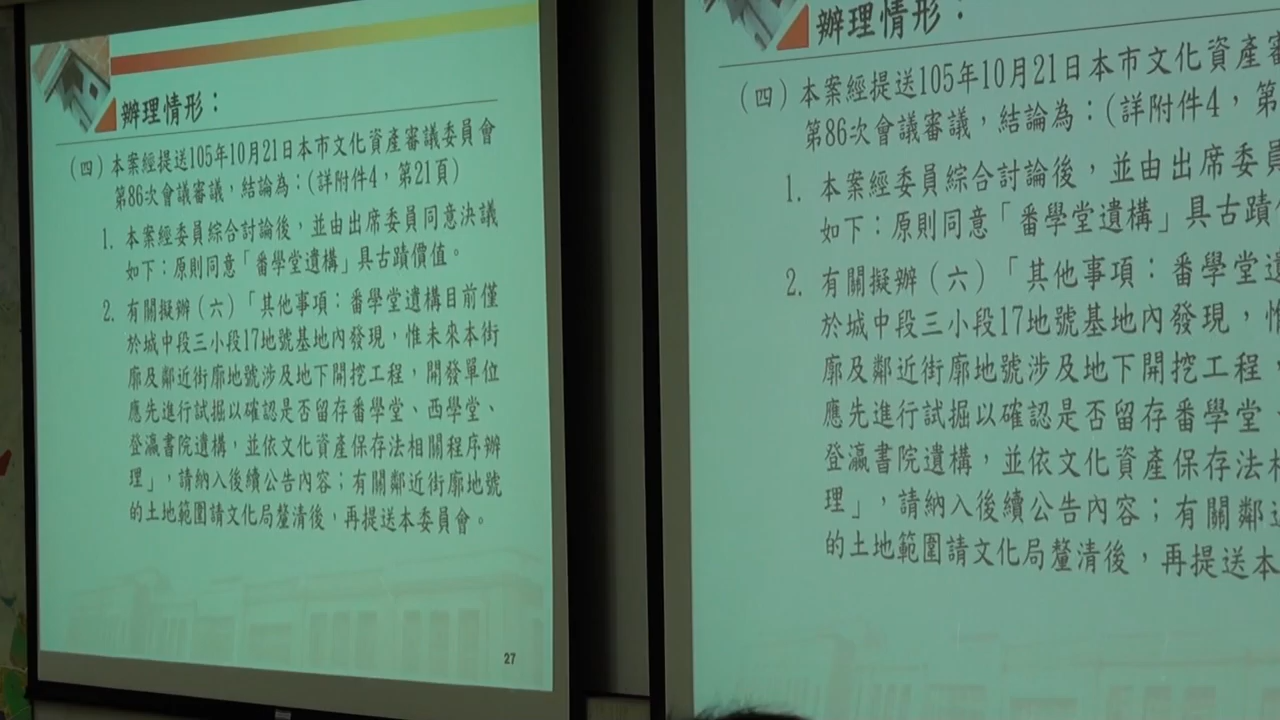 辦理情形：
（四）本案經提送105年10月21日本市文化資產審議委員會
第86次會議審議，結論為：（詳附件4，第21頁）
1. 本案經委員綜合討論後，並由出席委員同意決議
如下：原則同意「番學堂遺構」具古蹟價值。
2. 有關擬辦（六）「其他事項：番學堂遺構目前僅
於城中段三小段17地號基地內發現，惟未來本街
廓及鄰近街廓地號涉及地下開挖工程，開發單位
應先進行試掘以確認是否留存番學堂、西學堂、
登瀛書院遺構，並依文化資產保存法相關程序辦
理」，請納入後續公告內容；有關鄰近街廓地號
的土地範圍請文化局釐清後，再提送本委員會。
27
辦理情形：
（四）本案經提送105年10月21日本市文化資產審
第86次會議審議，結論為：（詳附件4，第
1. 本案經委員綜合討論後，並由出席委員
如下：原則同意「番學堂遺構」具古蹟價
2. 有關擬辦（六）「其他事項：番學堂遺
於城中段三小段17地號基地內發現，惟
廓及鄰近街廓地號涉及地下開挖工程，
應先進行試掘以確認是否留存番學堂、
登瀛書院遺構，並依文化資產保存法相
理」，請納入後續公告內容；有關鄰近
的土地範圍請文化局釐清後，再提送本